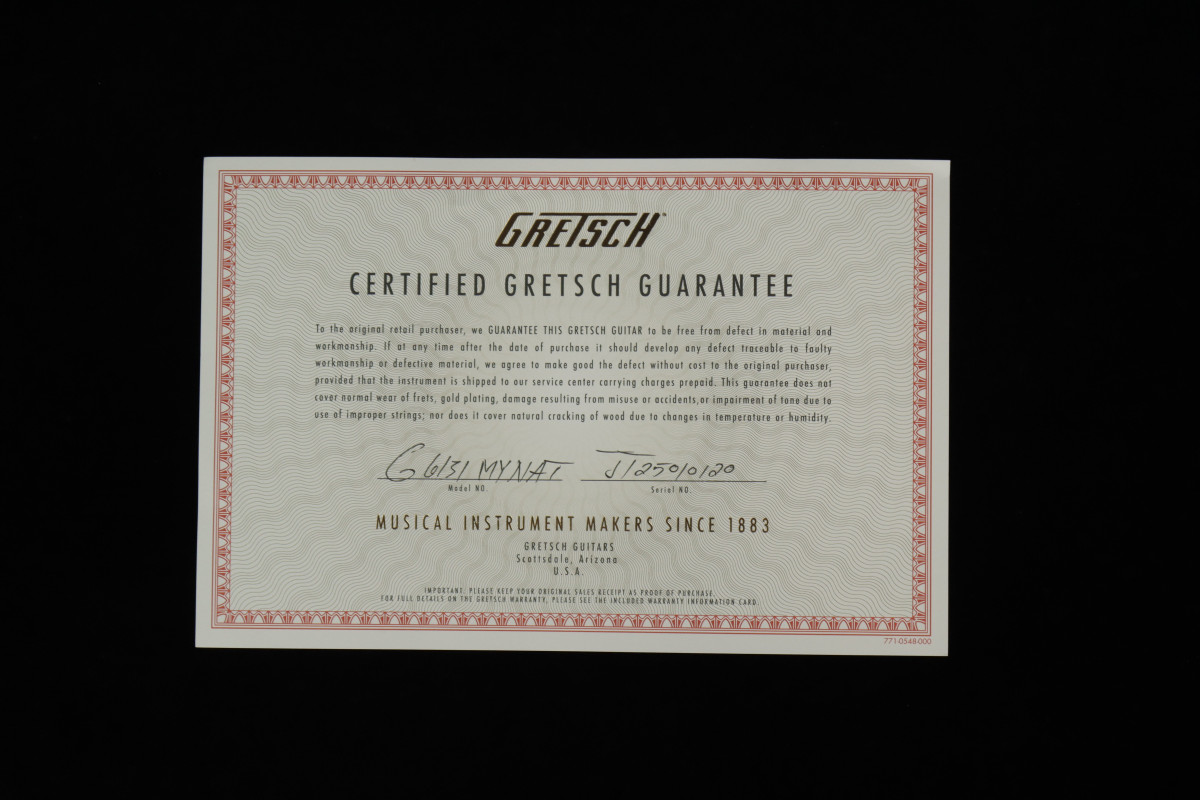 GRETSCH™
CERTIFIED GRETSCH GUARANTEE
To the original retail purchaser, we GUARANTEE THIS GRETSCH GUITAR to be free from defect in material and
workmanship. If at any time after the date of purchase it should develop any defect traceable to faulty
workmanship or defective material, we agree to make good the defect without cost to the original purchaser,
provided that the instrument is shipped to our service center carrying charges prepaid. This guarantee does not
cover normal wear of frets, gold plating, damage resulting from misuse or accidents,or impairment of tone due to
use of improper strings; nor does it cover natural cracking of wood due to changes in temperature or humidity.
G6131 MYNAT JT25010120
Model NO. Serial NO.
MUSICAL INSTRUMENT MAKERS SINCE 1883
GRETSCH GUITARS
Scottsdale, Arizona
U.S.A.
IMPORTANT: PLEASE KEEP YOUR ORIGINAL SALES RECEIPT AS PROOF OF PURCHASE.
FOR FULL DETAILS ON THE GRETSCH WARRANTY, PLEASE SEE THE INCLUDED WARRANTY INFORMATION CARD.
771-0548-000